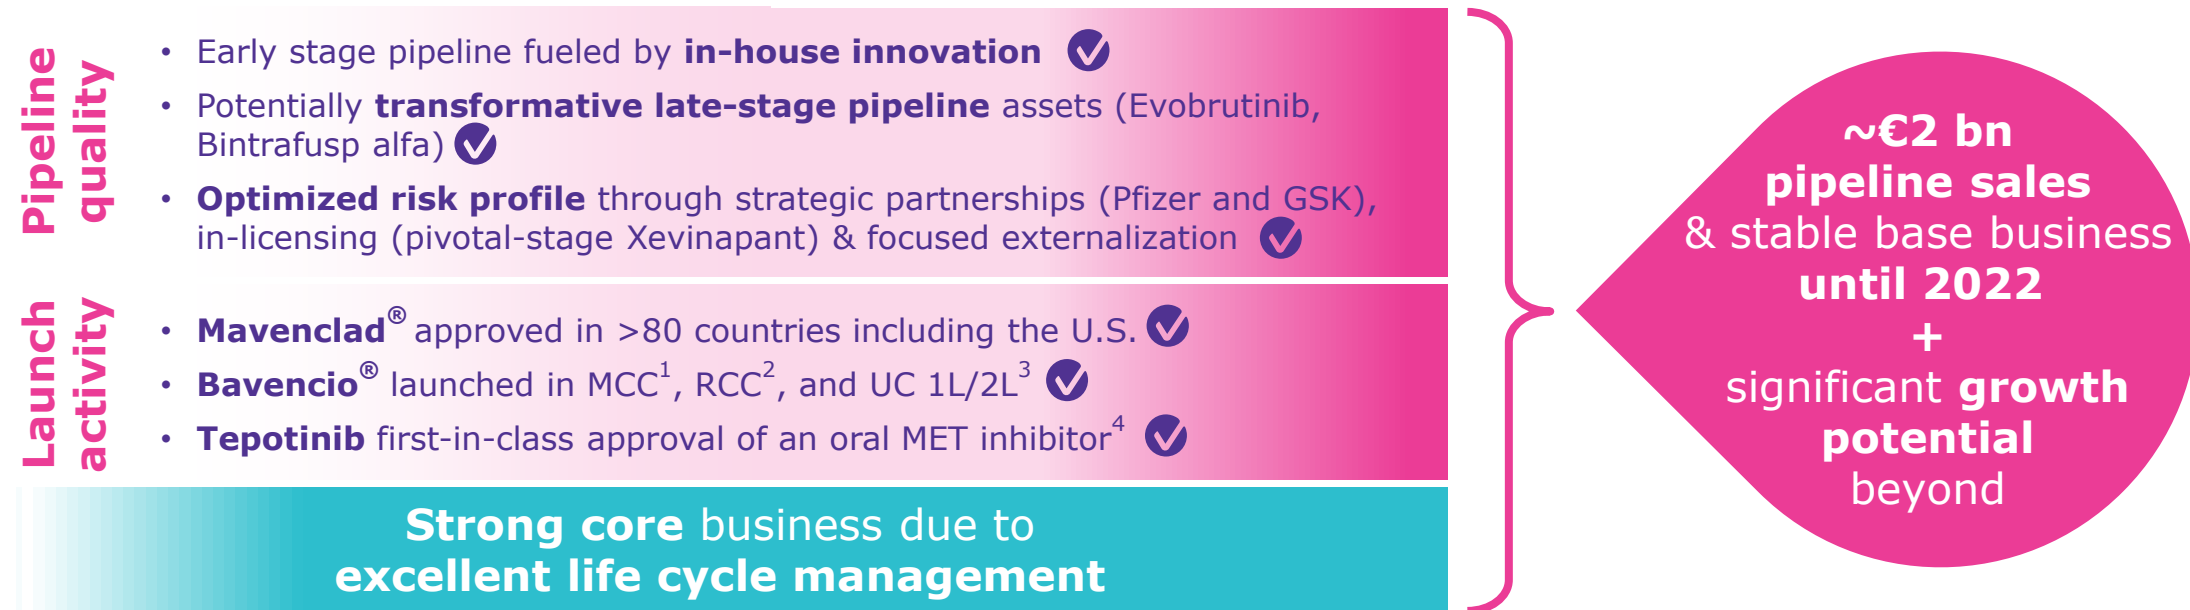 Pipeline
quality
• Early stage pipeline fueled by in-house innovation
• Potentially transformative late-stage pipeline assets (Evobrutinib,
Bintrafusp alfa)
• Optimized risk profile through strategic partnerships (Pfizer and GSK),
in-licensing (pivotal-stage Xevinapant) & focused externalization
Launch
activity
• Mavenclad® approved in >80 countries including the U.S.
• Bavencio® launched in MCC¹, RCC², and UC 1L/2L³
• Tepotinib first-in-class approval of an oral MET inhibitor⁴
Strong core business due to
excellent life cycle management
~€2 bn
pipeline sales
& stable base business
until 2022
+
significant growth
potential
beyond